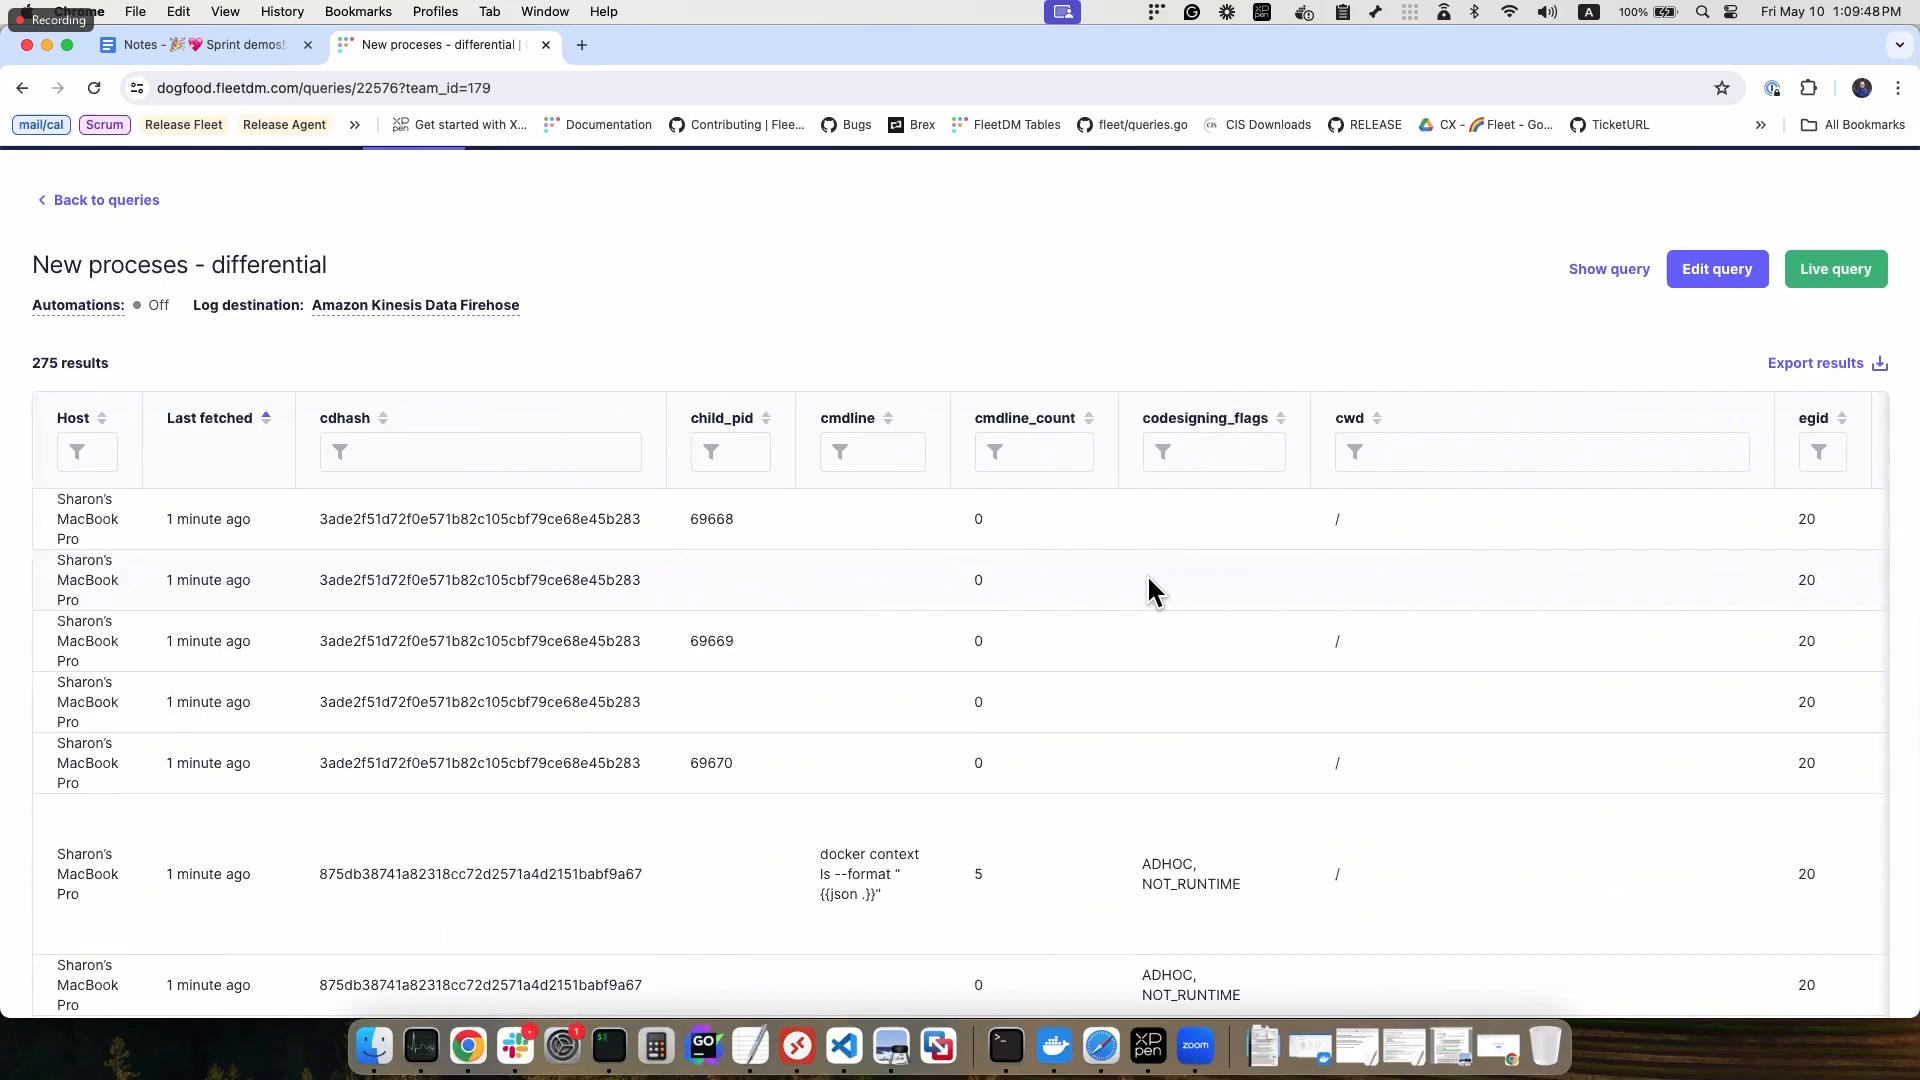 Recording
Chrome File Edit View History Bookmarks Profiles Tab Window Help
A 100% Fri May 10 1:09:48 PM
Notes - 🎉💖 Sprint demos!
New proceses - differential |
dogfood.fleetdm.com/queries/22576?team_id=179
mail/cal Scrum Release Fleet Release Agent » XP pen Get started with X... Documentation Contributing | Flee... Bugs Brex FleetDM Tables fleet/queries.go CIS CIS Downloads RELEASE CX - 🌈 Fleet - Go... TicketURL » All Bookmarks
Back to queries
New proceses - differential
Show query Edit query Live query
Automations: Off Log destination: Amazon Kinesis Data Firehose
275 results
Export results
Host Last fetched cdhash child_pid cmdline cmdline_count codesigning_flags cwd egid
Sharon’s
MacBook
Pro
1 minute ago 3ade2f51d72f0e571b82c105cbf79ce68e45b283 69668 0 / 20
Sharon’s
MacBook
Pro
1 minute ago 3ade2f51d72f0e571b82c105cbf79ce68e45b283 0 20
Sharon’s
MacBook
Pro
1 minute ago 3ade2f51d72f0e571b82c105cbf79ce68e45b283 69669 0 / 20
Sharon’s
MacBook
Pro
1 minute ago 3ade2f51d72f0e571b82c105cbf79ce68e45b283 0 20
Sharon’s
MacBook
Pro
1 minute ago 3ade2f51d72f0e571b82c105cbf79ce68e45b283 69670 0 / 20
Sharon’s
MacBook
Pro
1 minute ago 875db38741a82318cc72d2571a4d2151babf9a67
docker context
ls --format "
{{json .}}"
5
ADHOC,
NOT_RUNTIME
/ 20
Sharon’s
MacBook
Pro
1 minute ago 875db38741a82318cc72d2571a4d2151babf9a67 0
ADHOC,
NOT_RUNTIME
20
1
GO
XP
pen
zoom